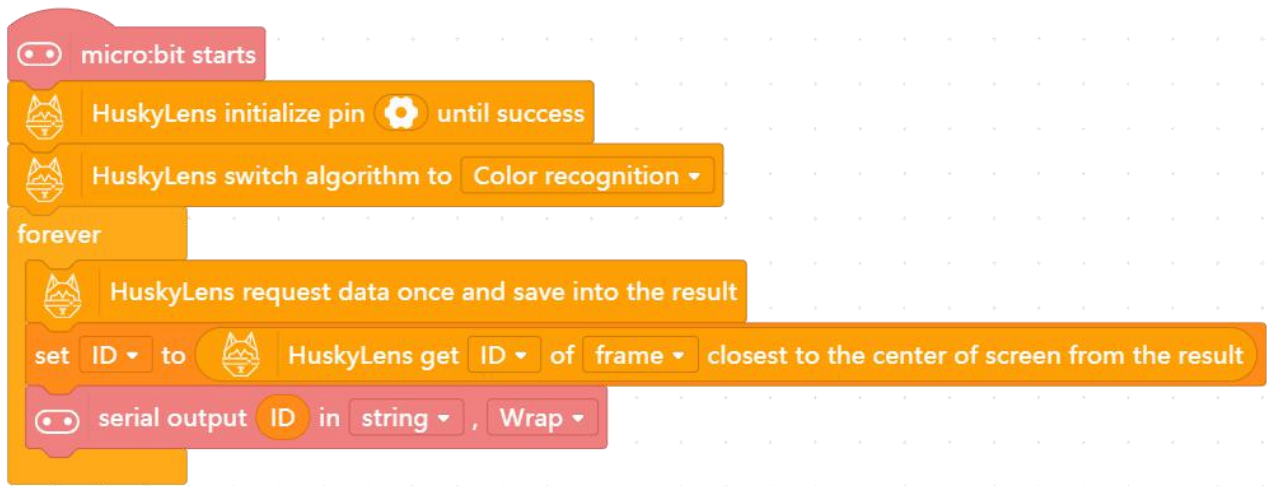 micro:bit starts
HuskyLens initialize pin until success
HuskyLens switch algorithm to Color recognition
forever
HuskyLens request data once and save into the result
set ID to HuskyLens get ID of frame closest to the center of screen from the result
serial output ID in string , Wrap